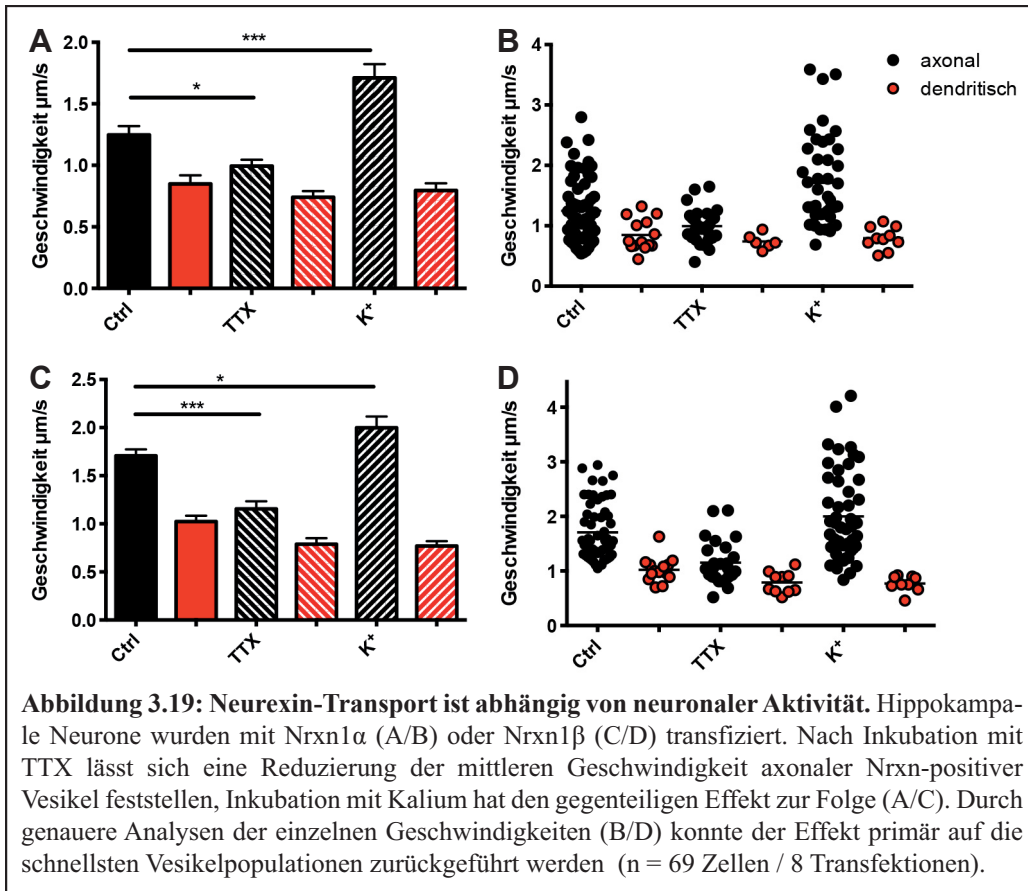 A
Geschwindigkeit µm/s
2.0
1.5
1.0
0.5
0.0
***
*
Ctrl
TTX
K⁺
B
Geschwindigkeit µm/s
4
3
2
1
0
axonal
dendritisch
Ctrl
TTX
K⁺
C
Geschwindigkeit µm/s
2.5
2.0
1.5
1.0
0.5
0.0
*
***
Ctrl
TTX
K⁺
D
Geschwindigkeit µm/s
4
3
2
1
0
Ctrl
TTX
K⁺
Abbildung 3.19: Neurexin-Transport ist abhängig von neuronaler Aktivität. Hippokampa-
le Neurone wurden mit Nrxn1α (A/B) oder Nrxn1β (C/D) transfiziert. Nach Inkubation mit
TTX lässt sich eine Reduzierung der mittleren Geschwindigkeit axonaler Nrxn-positiver
Vesikel feststellen, Inkubation mit Kalium hat den gegenteiligen Effekt zur Folge (A/C). Durch
genauere Analysen der einzelnen Geschwindigkeiten (B/D) konnte der Effekt primär auf die
schnellsten Vesikelpopulationen zurückgeführt werden (n = 69 Zellen / 8 Transfektionen).